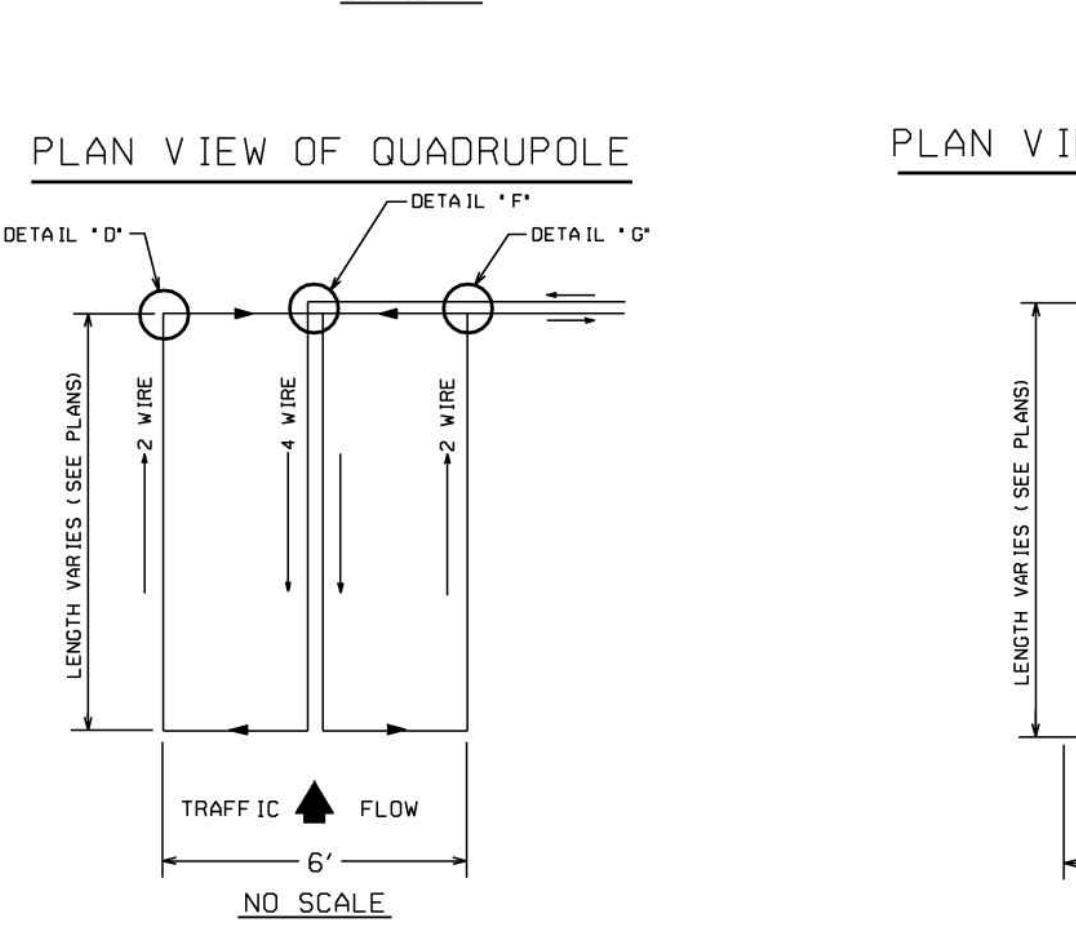 PLAN VIEW OF QUADRUPOLE
DETAIL "F"
DETAIL "D"
DETAIL "G"
LENGTH VARIES (SEE PLANS)
2 WIRE
4 WIRE
2 WIRE
TRAFFIC FLOW
6'
NO SCALE
PLAN VIE
LENGTH VARIES (SEE PLANS)